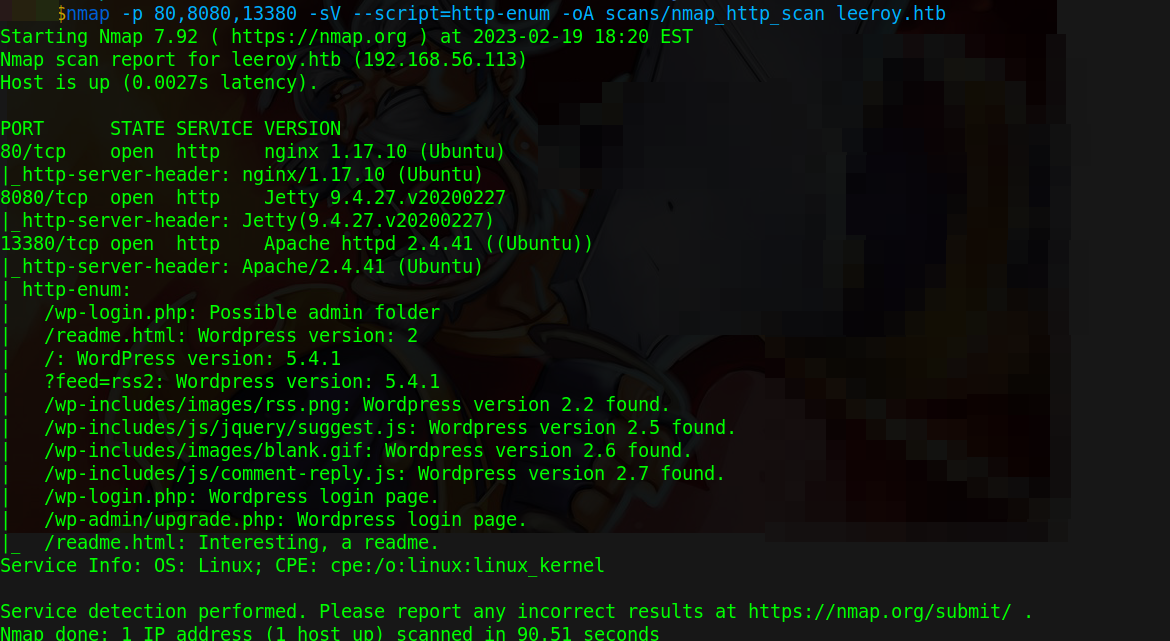 $nmap -p 80,8080,13380 -sV --script=http-enum -oA scans/nmap_http_scan leeroy.htb
Starting Nmap 7.92 ( https://nmap.org ) at 2023-02-19 18:20 EST
Nmap scan report for leeroy.htb (192.168.56.113)
Host is up (0.0027s latency).
PORT      STATE SERVICE VERSION
80/tcp    open  http    nginx 1.17.10 (Ubuntu)
|_http-server-header: nginx/1.17.10 (Ubuntu)
8080/tcp  open  http    Jetty 9.4.27.v20200227
|_http-server-header: Jetty(9.4.27.v20200227)
13380/tcp open  http    Apache httpd 2.4.41 ((Ubuntu))
|_http-server-header: Apache/2.4.41 (Ubuntu)
| http-enum:
|   /wp-login.php: Possible admin folder
|   /readme.html: Wordpress version: 2
|   /: WordPress version: 5.4.1
|   ?feed=rss2: Wordpress version: 5.4.1
|   /wp-includes/images/rss.png: Wordpress version 2.2 found.
|   /wp-includes/js/jquery/suggest.js: Wordpress version 2.5 found.
|   /wp-includes/images/blank.gif: Wordpress version 2.6 found.
|   /wp-includes/js/comment-reply.js: Wordpress version 2.7 found.
|   /wp-login.php: Wordpress login page.
|   /wp-admin/upgrade.php: Wordpress login page.
|_  /readme.html: Interesting, a readme.
Service Info: OS: Linux; CPE: cpe:/o:linux:linux_kernel
Service detection performed. Please report any incorrect results at https://nmap.org/submit/ .
Nmap done: 1 IP address (1 host up) scanned in 90.51 seconds